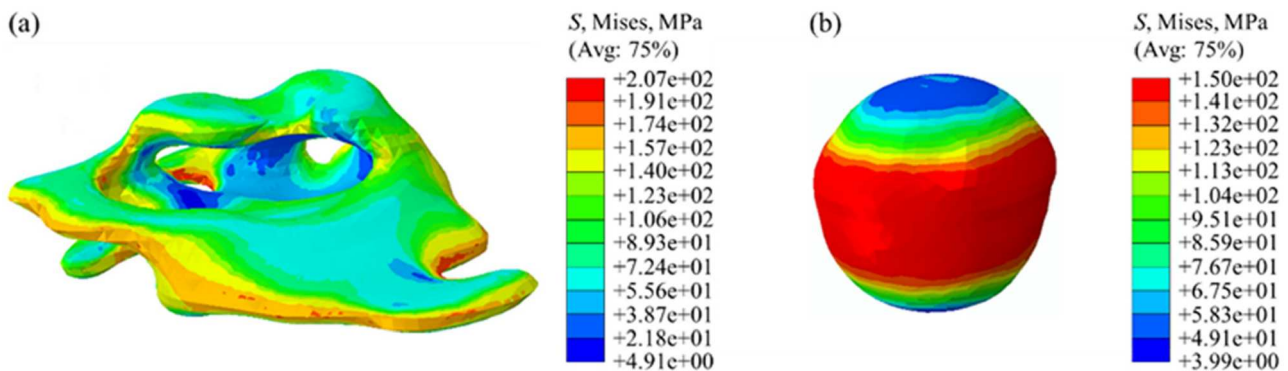 (a)
S, Mises, MPa
(Avg: 75%)
+2.07e+02
+1.91e+02
+1.74e+02
+1.57e+02
+1.40e+02
+1.23e+02
+1.06e+02
+8.93e+01
+7.24e+01
+5.56e+01
+3.87e+01
+2.18e+01
+4.91e+00
(b)
S, Mises, MPa
(Avg: 75%)
+1.50e+02
+1.41e+02
+1.32e+02
+1.23e+02
+1.13e+02
+1.04e+02
+9.51e+01
+8.59e+01
+7.67e+01
+6.75e+01
+5.83e+01
+4.91e+01
+3.99e+00